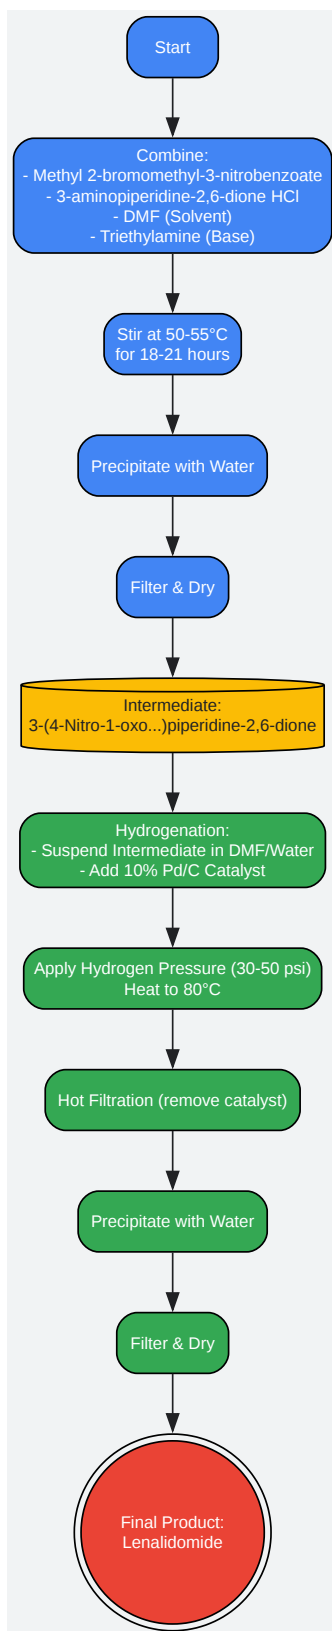 Start
Combine:
- Methyl 2-bromomethyl-3-nitrobenzoate
- 3-aminopiperidine-2,6-dione HCl
- DMF (Solvent)
- Triethylamine (Base)
Stir at 50-55°C
for 18-21 hours
Precipitate with Water
Filter & Dry
Intermediate:
3-(4-Nitro-1-oxo...)piperidine-2,6-dione
Hydrogenation:
- Suspend Intermediate in DMF/Water
- Add 10% Pd/C Catalyst
Apply Hydrogen Pressure (30-50 psi)
Heat to 80°C
Hot Filtration (remove catalyst)
Precipitate with Water
Filter & Dry
Final Product:
Lenalidomide